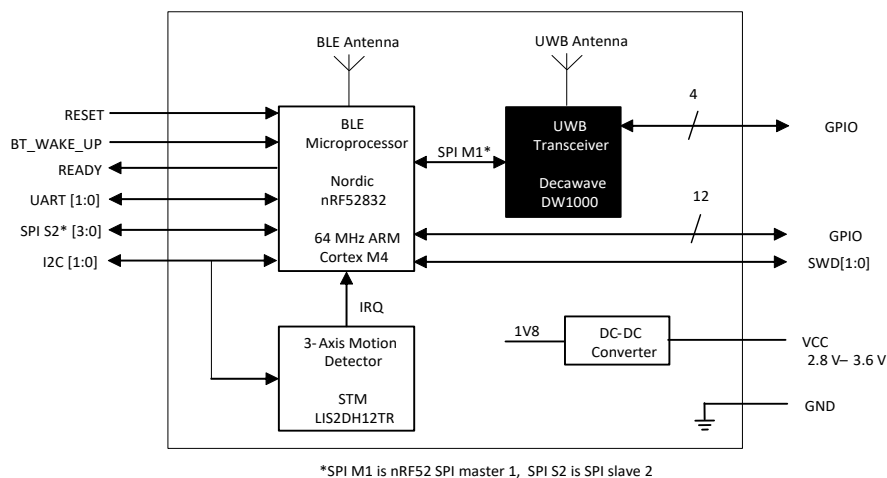 BLE Antenna
UWB Antenna
RESET
BT_WAKE_UP
READY
UART [1:0]
SPI S2* [3:0]
I2C [1:0]
BLE
Microprocessor
Nordic
nRF52832
64 MHz ARM
Cortex M4
SPI M1*
UWB
Transceiver
Decawave
DW1000
4
GPIO
12
GPIO
SWD[1:0]
IRQ
3-Axis Motion
Detector
STM
LIS2DH12TR
1V8
DC-DC
Converter
VCC
2.8 V– 3.6 V
GND
*SPI M1 is nRF52 SPI master 1, SPI S2 is SPI slave 2